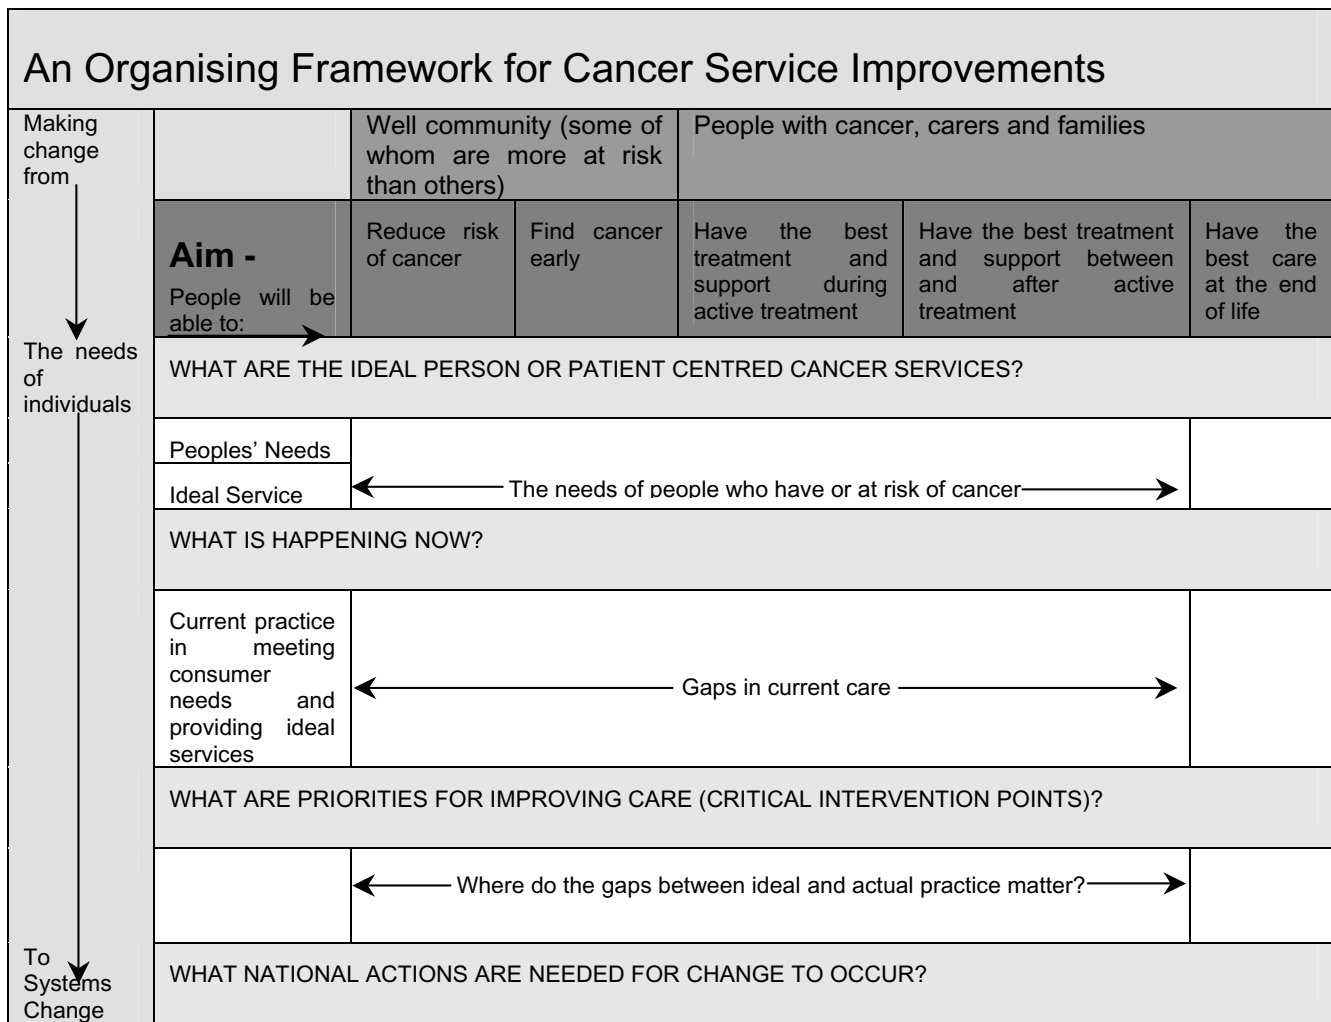 An Organising Framework for Cancer Service Improvements
Making
change
from
Well community (some of
whom are more at risk
than others)
People with cancer, carers and families
Aim -
People will be
able to:
Reduce risk
of cancer
Find cancer
early
Have the best
treatment and
support during
active treatment
Have the best treatment
and support between
and after active
treatment
Have the
best care
at the end
of life
The needs
of
individuals
WHAT ARE THE IDEAL PERSON OR PATIENT CENTRED CANCER SERVICES?
Peoples' Needs
Ideal Service
The needs of people who have or at risk of cancer
WHAT IS HAPPENING NOW?
Current practice
in meeting
consumer
needs and
providing ideal
services
Gaps in current care
WHAT ARE PRIORITIES FOR IMPROVING CARE (CRITICAL INTERVENTION POINTS)?
Where do the gaps between ideal and actual practice matter?
To
Systems
Change
WHAT NATIONAL ACTIONS ARE NEEDED FOR CHANGE TO OCCUR?